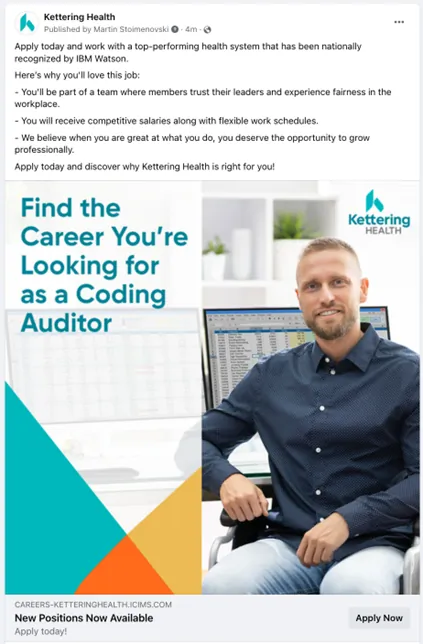 Kettering Health
Published by Martin Stoimenovski · 4m ·
Apply today and work with a top-performing health system that has been nationally
recognized by IBM Watson.
Here's why you'll love this job:
- You'll be part of a team where members trust their leaders and experience fairness in the
workplace.
- You will receive competitive salaries along with flexible work schedules.
- We believe when you are great at what you do, you deserve the opportunity to grow
professionally.
Apply today and discover why Kettering Health is right for you!
Find the
Career You're
Looking for
as a Coding
Auditor
Kettering
HEALTH
CAREERS-KETTERINGHEALTH.ICIMS.COM
New Positions Now Available
Apply today!
Apply Now